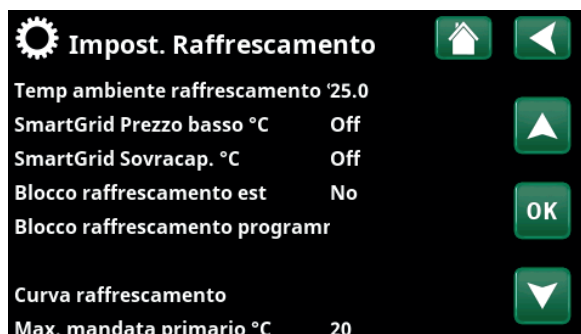 Impost. Raffrescamento
Temp ambiente raffrescamento 25.0
SmartGrid Prezzo basso °C Off
SmartGrid Sovracap. °C Off
Blocco raffrescamento est No
Blocco raffrescamento programr
OK
Curva raffrescamento
Max. mandata primario °C 20